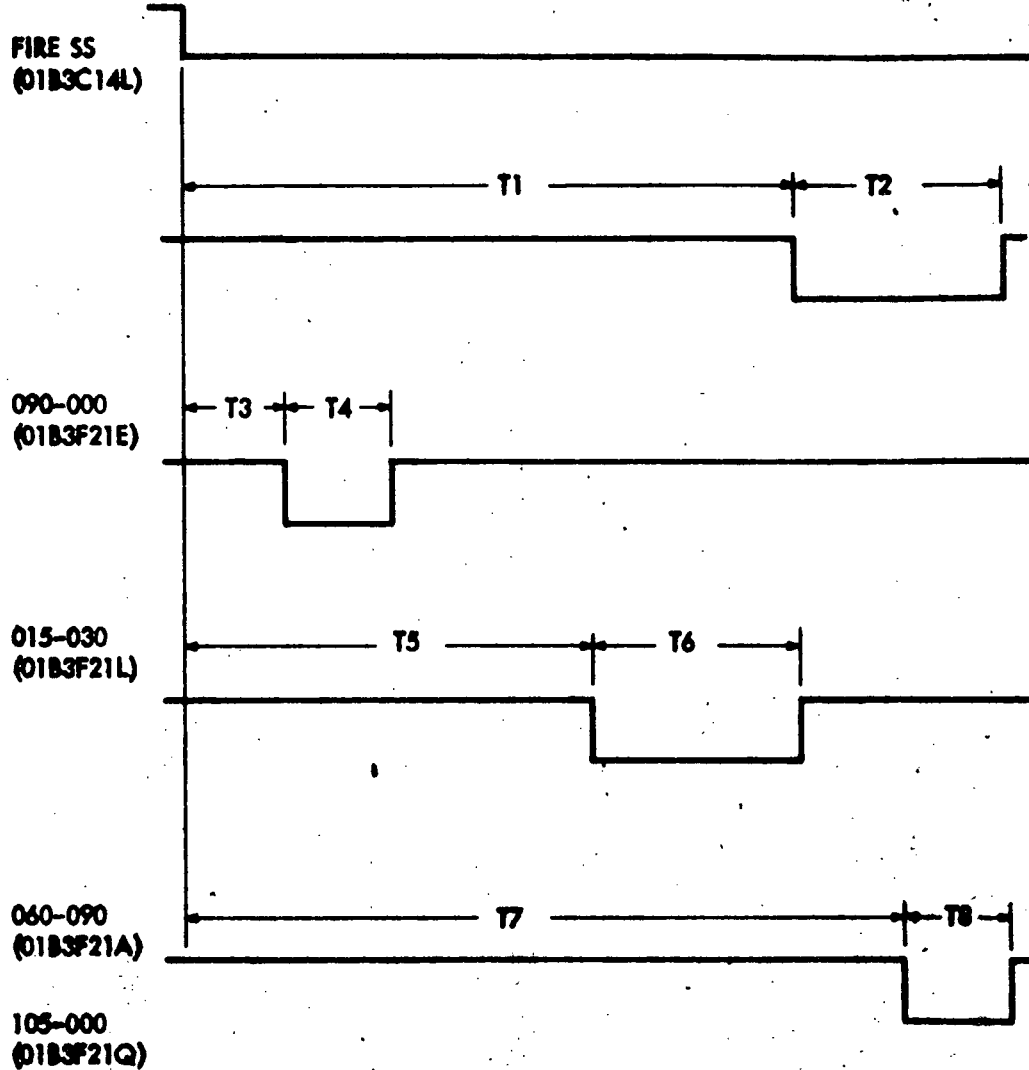 FIRE SS
(01B3C14L)
T1 T2
090-000
(01B3F21E)
T3 T4
015-030
(01B3F21L)
T5 T6
060-090
(01B3F21A)
T7 T8
105-000
(01B3F21Q)